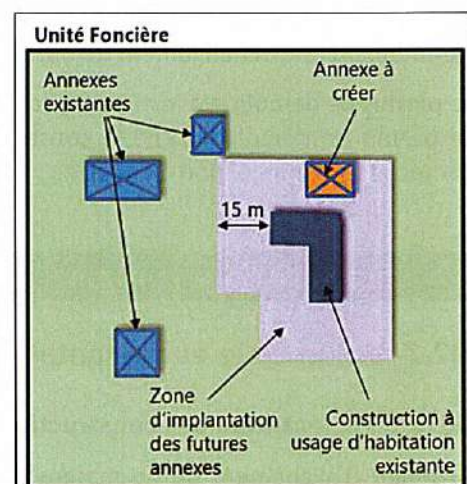 Unité Foncière
Annexes
existantes
Annexe à
créer
15 m
Zone
d'implantation
des futures
annexes
Construction à
usage d'habitation
existante